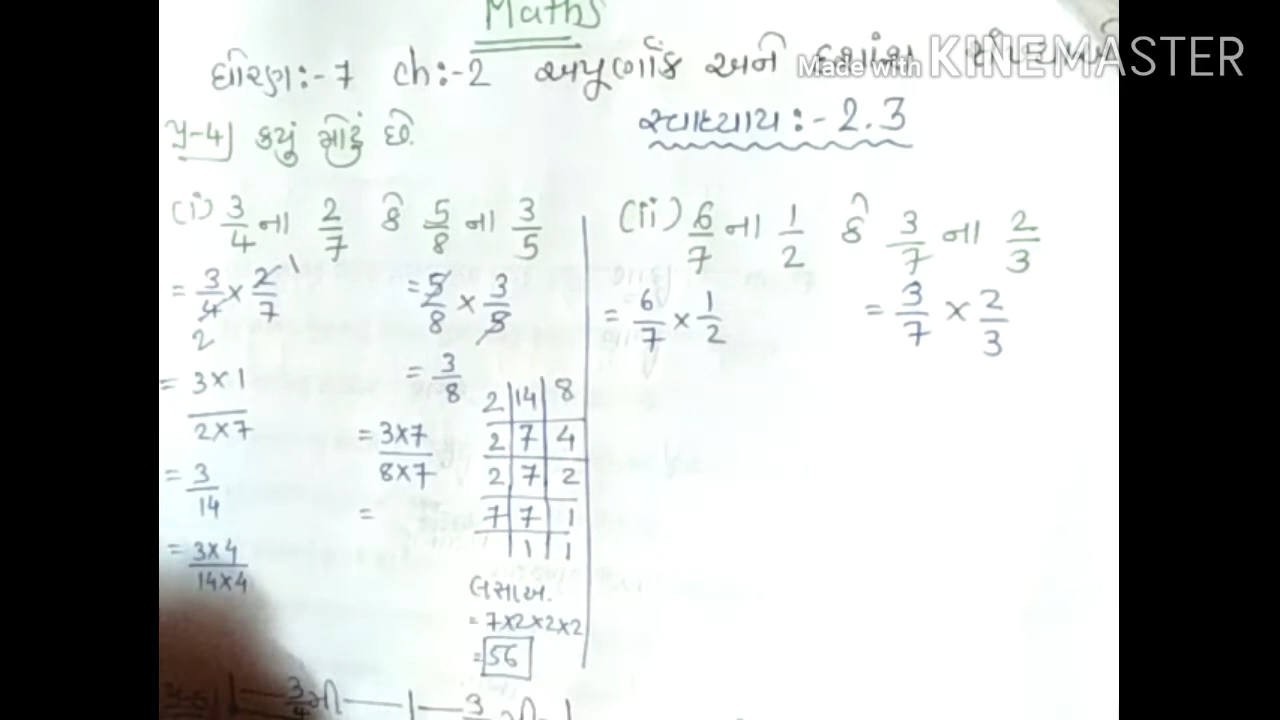 Maths
ધોરણ:-7 ch:-2 અપૂર્ણાંક અને દશાંશ
Made with KINEMASTER
સ્વાધ્યાય:-2.3
પ્ર-4) કયું મોટું છે.
(i) 3/4 ના 2/7 કે 5/8 ના 3/5
= 3/4 × 2/7 1
2
= 3×1 / 2×7
= 3/14
= 3×4 / 14×4
= 5/8 × 3/5
= 3/8
= 3×7 / 8×7
=
2 | 14 | 8
2 | 7 | 4
2 | 7 | 2
7 | 7 | 1
| 1 | 1
લસાઅ.
= 7×2×2×2
= 56
(ii) 6/7 ના 1/2 કે 3/7 ના 2/3
= 6/7 × 1/2
= 3/7 × 2/3
3/4 મી